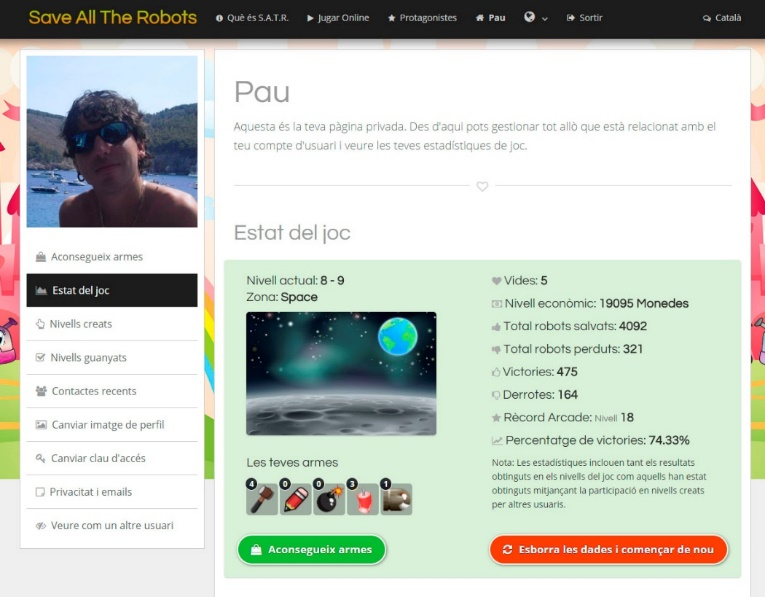 Save All The Robots
Què és S.A.T.R.
Jugar Online
Protagonistes
Pau
Sortir
Català
Aconsegueix armes
Estat del joc
Nivells creats
Nivells guanyats
Contactes recents
Canviar imatge de perfil
Canviar clau d'accés
Privacitat i emails
Veure com un altre usuari
Pau
Aquesta és la teva pàgina privada. Des d'aqui pots gestionar tot allò que està relacionat amb el
teu compte d'usuari i veure les teves estadístiques de joc.
Estat del joc
Nivell actual: 8 - 9
Zona: Space
Les teves armes
4 0 0 3 1
Aconsegueix armes
Vides: 5
Nivell econòmic: 19095 Monedes
Total robots salvats: 4092
Total robots perduts: 321
Victories: 475
Derrotes: 164
Rècord Arcade: Nivell 18
Percentatge de victories: 74.33%
Nota: Les estadístiques inclouen tant els resultats
obtinguts en els nivells del joc com aquells han estat
obtinguts mitjançant la participació en nivells creats
per altres usuaris.
Esborra les dades i començar de nou